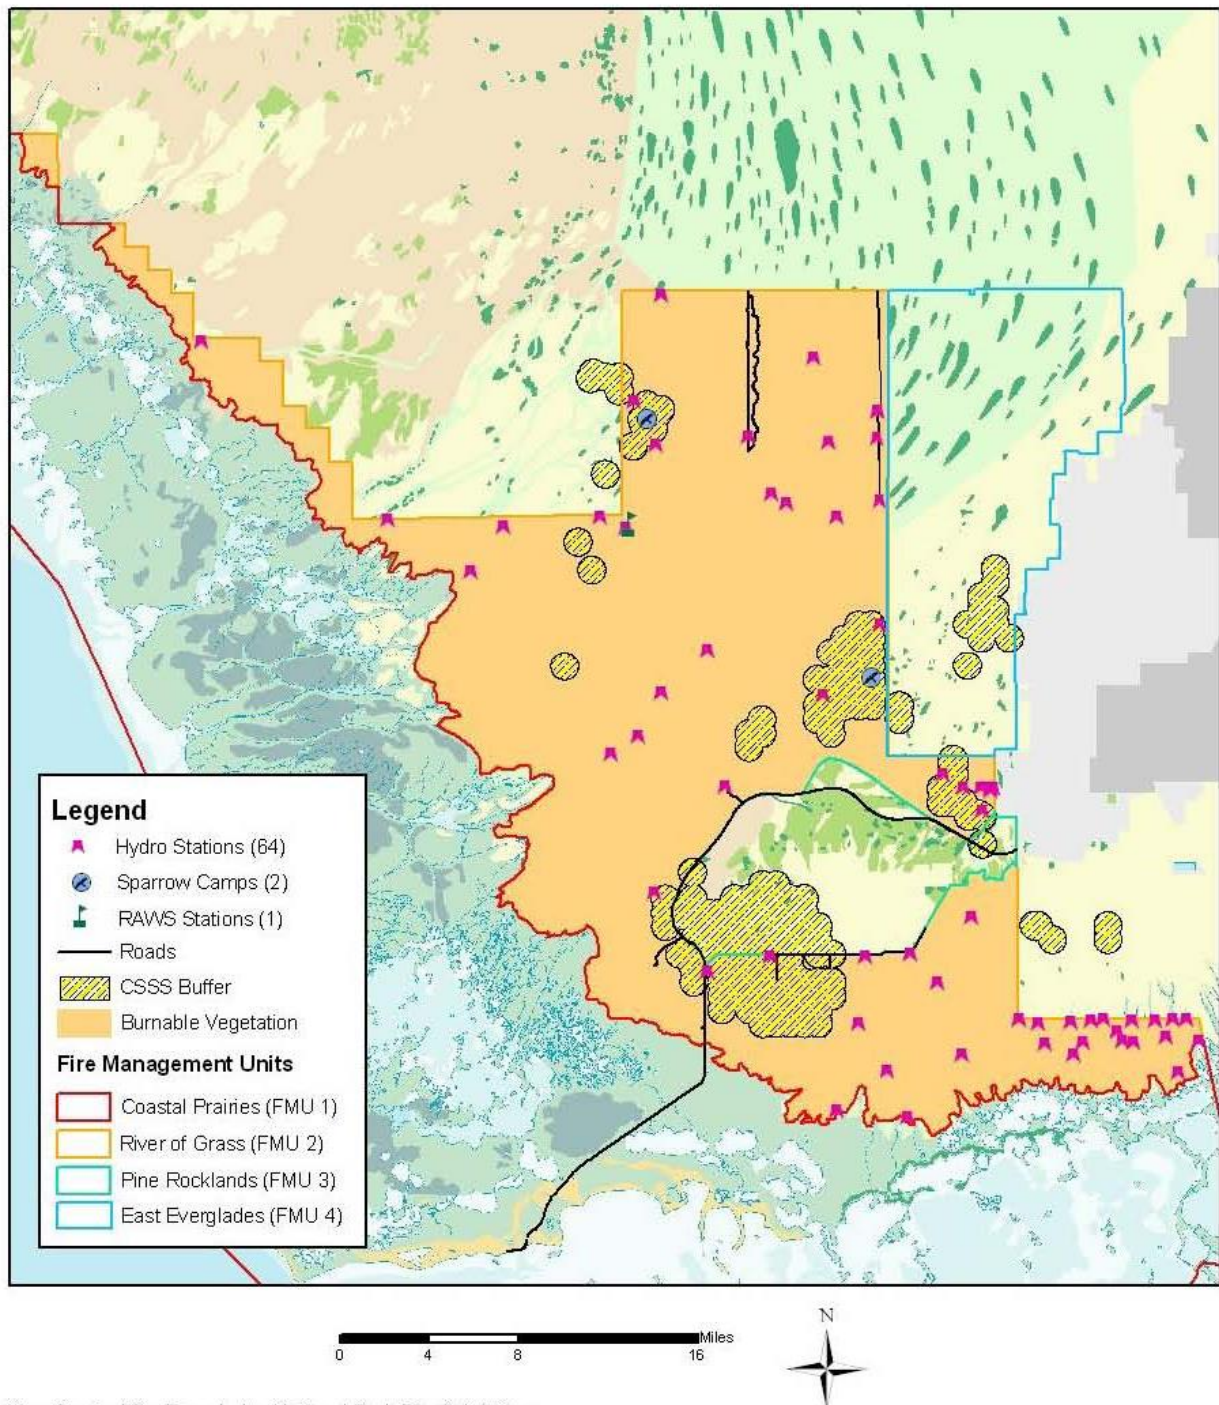 Legend
Hydro Stations (64)
Sparrow Camps (2)
RAWS Stations (1)
Roads
CSSS Buffer
Burnable Vegetation
Fire Management Units
Coastal Prairies (FMU 1)
River of Grass (FMU 2)
Pine Rocklands (FMU 3)
East Everglades (FMU 4)
Miles
0 4 8 16
N